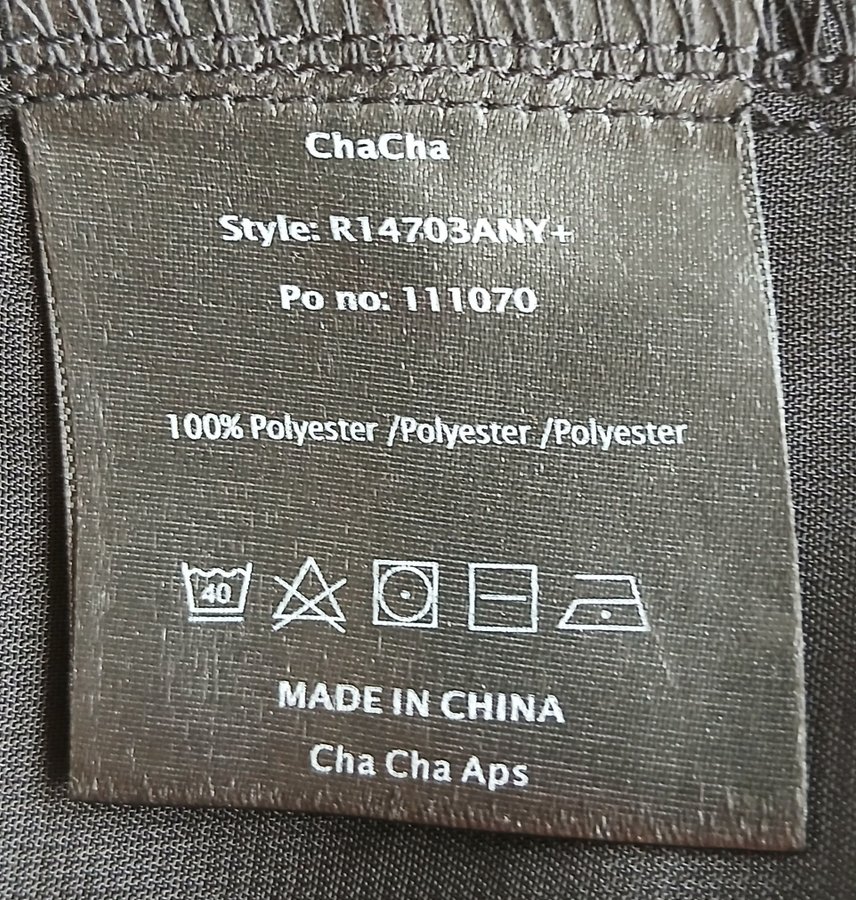 ChaCha
Style: R14703ANY+
Po no: 111070
100% Polyester /Polyester /Polyester
40
MADE IN CHINA
Cha Cha Aps